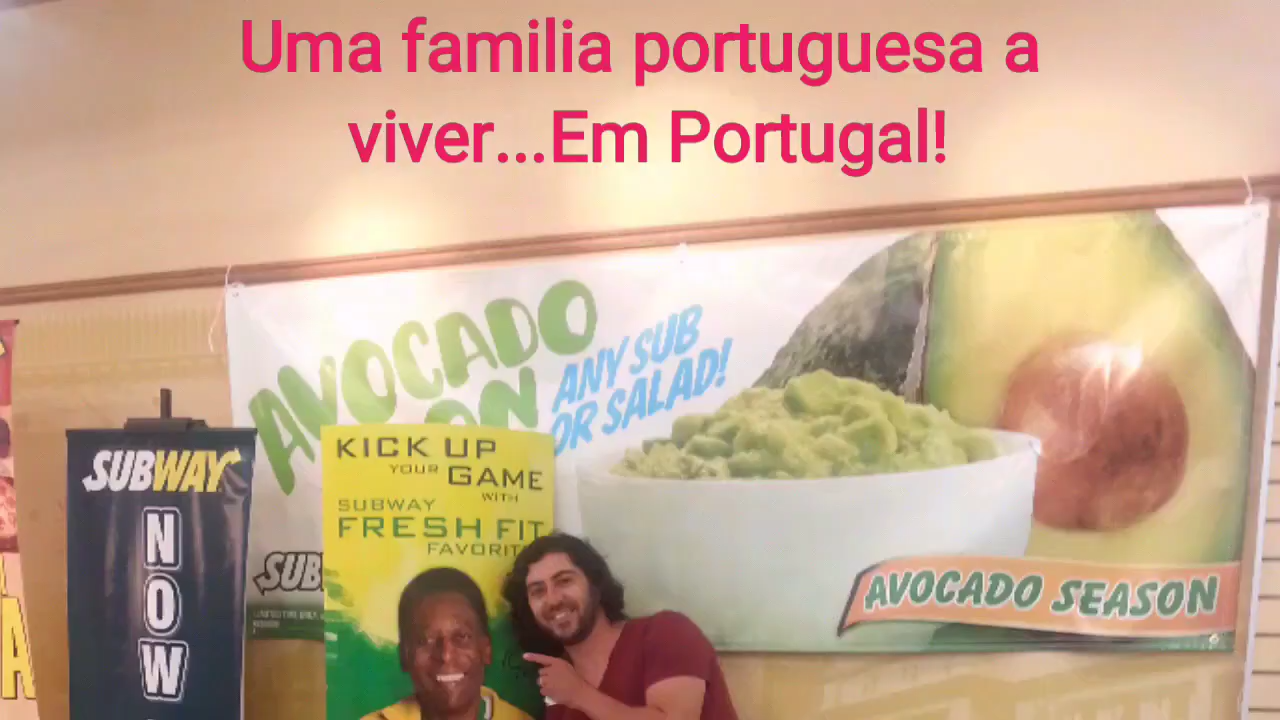 Uma familia portuguesa a
viver...Em Portugal!
AVOCADO
ON
ANY SUB
OR SALAD!
SUBWAY
NOW
KICK UP
YOUR GAME
WITH
SUBWAY
FRESH FIT
FAVORIT
SUB
AVOCADO SEASON